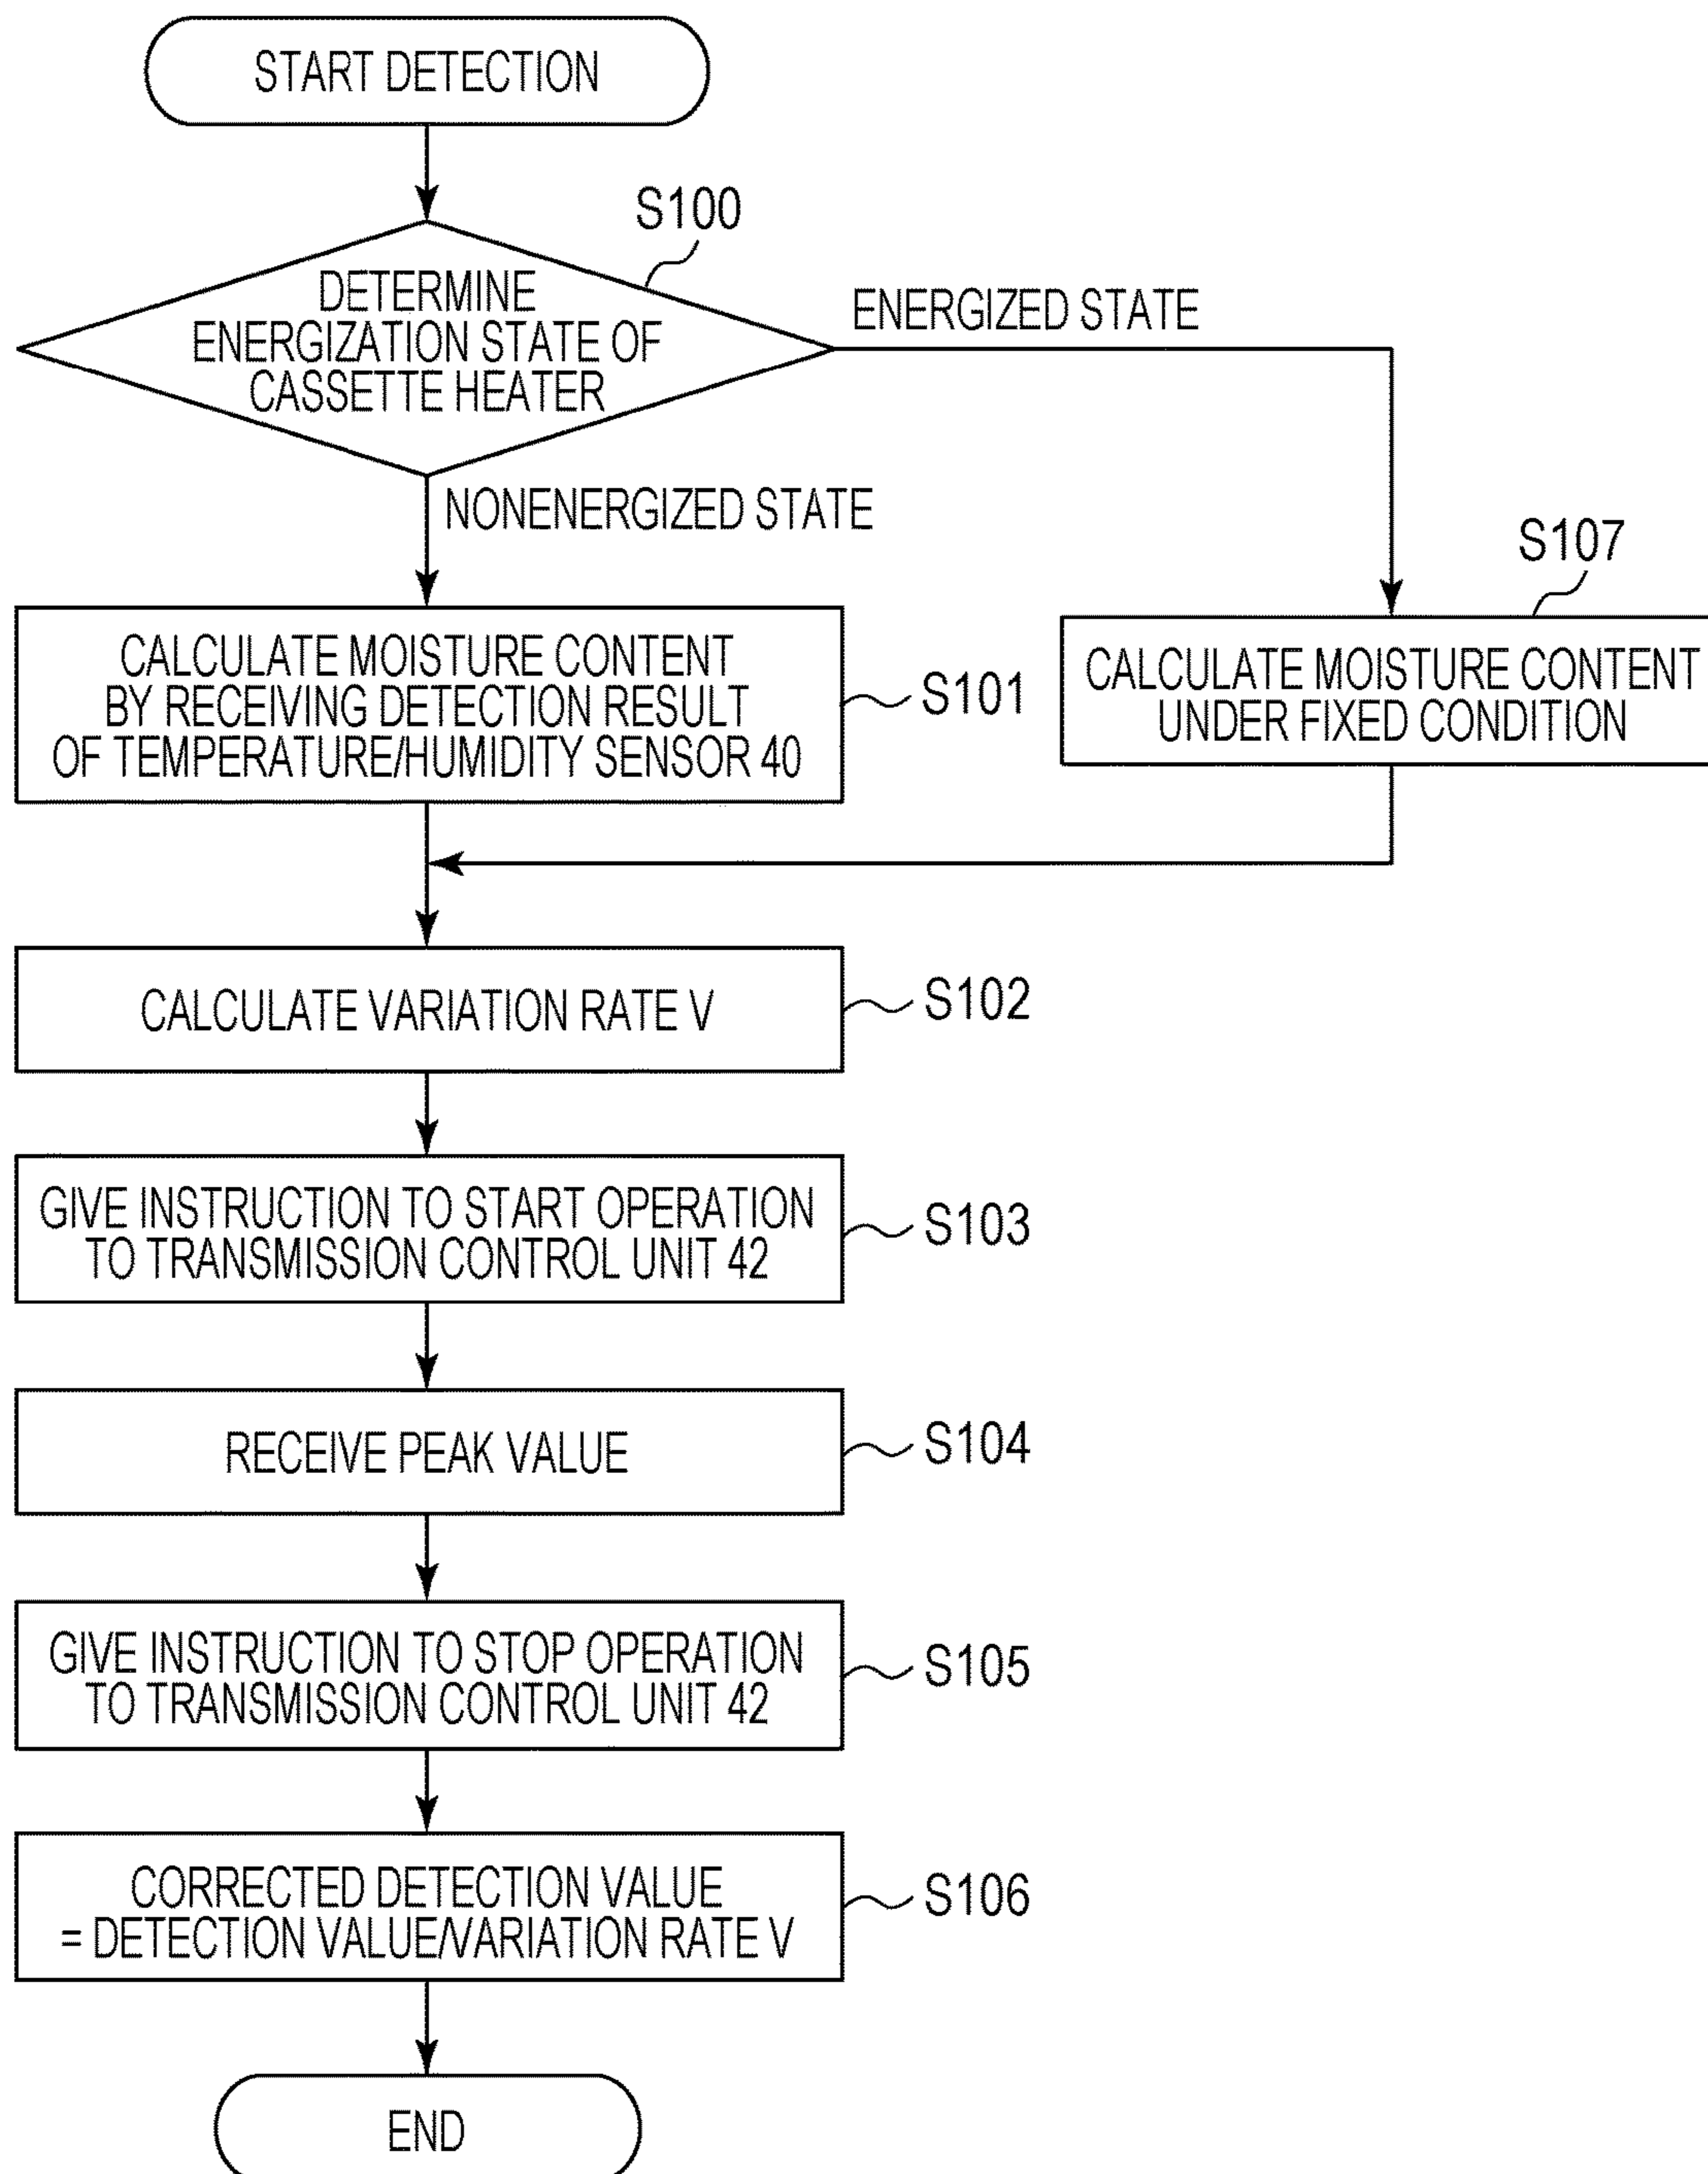 START DETECTION
S100
DETERMINE
ENERGIZATION STATE OF
CASSETTE HEATER
ENERGIZED STATE
NONENERGIZED STATE
S107
CALCULATE MOISTURE CONTENT
BY RECEIVING DETECTION RESULT
OF TEMPERATURE/HUMIDITY SENSOR 40
S101
CALCULATE MOISTURE CONTENT
UNDER FIXED CONDITION
CALCULATE VARIATION RATE V
S102
GIVE INSTRUCTION TO START OPERATION
TO TRANSMISSION CONTROL UNIT 42
S103
RECEIVE PEAK VALUE
S104
GIVE INSTRUCTION TO STOP OPERATION
TO TRANSMISSION CONTROL UNIT 42
S105
CORRECTED DETECTION VALUE
= DETECTION VALUE/VARIATION RATE V
S106
END